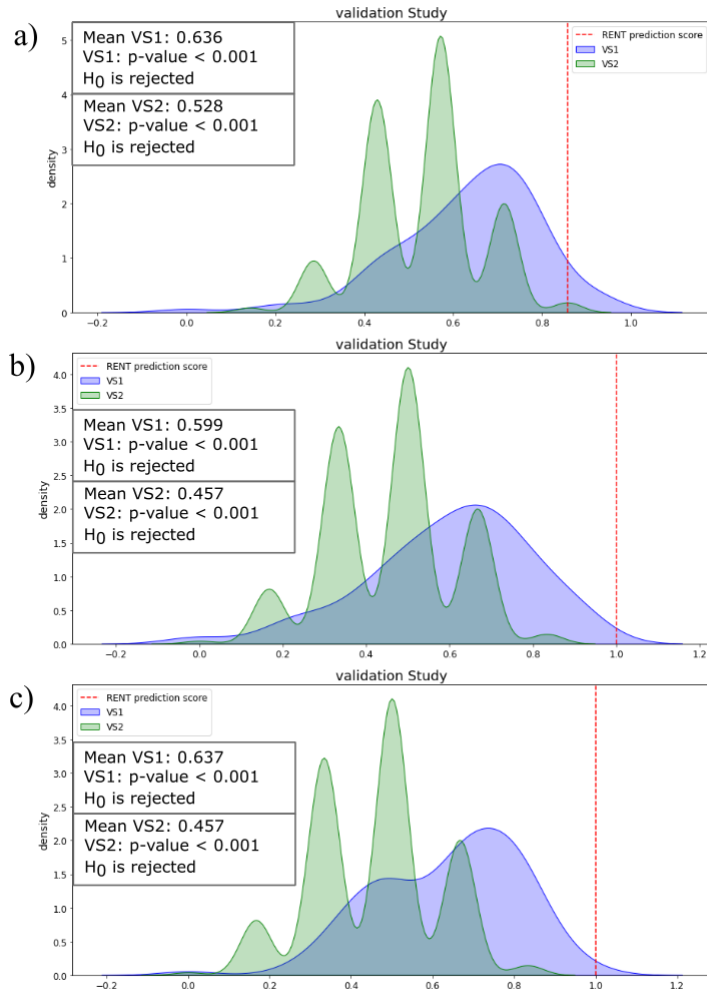 validation Study
a)
Mean VS1: 0.636
VS1: p-value < 0.001
H0 is rejected
Mean VS2: 0.528
VS2: p-value < 0.001
H0 is rejected
RENT prediction score
VS1
VS2
density
5
4
3
2
1
0
−0.2 0.0 0.2 0.4 0.6 0.8 1.0
validation Study
b)
RENT prediction score
VS1
VS2
Mean VS1: 0.599
VS1: p-value < 0.001
H0 is rejected
Mean VS2: 0.457
VS2: p-value < 0.001
H0 is rejected
density
4.0
3.5
3.0
2.5
2.0
1.5
1.0
0.5
0.0
−0.2 0.0 0.2 0.4 0.6 0.8 1.0 1.2
validation Study
c)
RENT prediction score
VS1
VS2
Mean VS1: 0.637
VS1: p-value < 0.001
H0 is rejected
Mean VS2: 0.457
VS2: p-value < 0.001
H0 is rejected
density
4.0
3.5
3.0
2.5
2.0
1.5
1.0
0.5
0.0
−0.2 0.0 0.2 0.4 0.6 0.8 1.0 1.2